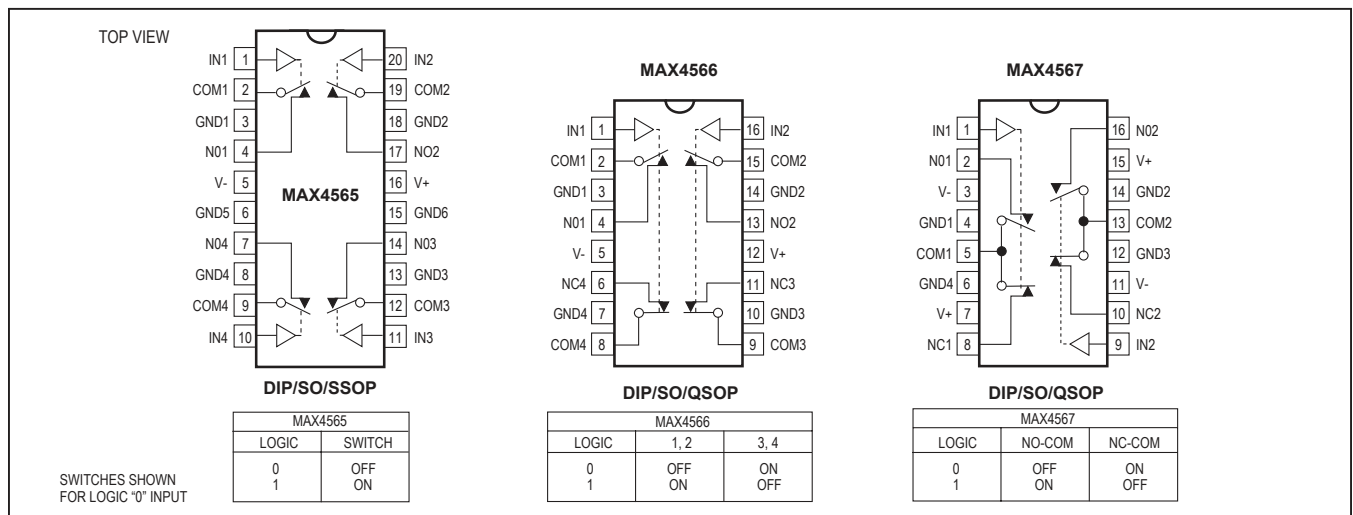 TOP VIEW
IN1 1 20 IN2
COM1 2 19 COM2
GND1 3 18 GND2
N01 4 17 NO2
V- 5 16 V+
MAX4565
GND5 6 15 GND6
N04 7 14 N03
GND4 8 13 GND3
COM4 9 12 COM3
IN4 10 11 IN3
DIP/SO/SSOP
MAX4565
LOGIC SWITCH
0 OFF
1 ON
SWITCHES SHOWN
FOR LOGIC “0” INPUT
MAX4566
IN1 1 16 IN2
COM1 2 15 COM2
GND1 3 14 GND2
N01 4 13 NO2
V- 5 12 V+
NC4 6 11 NC3
GND4 7 10 GND3
COM4 8 9 COM3
DIP/SO/QSOP
MAX4566
LOGIC 1, 2 3, 4
0 OFF ON
1 ON OFF
MAX4567
IN1 1 16 N02
N01 2 15 V+
V- 3 14 GND2
GND1 4 13 COM2
COM1 5 12 GND3
GND4 6 11 V-
V+ 7 10 NC2
NC1 8 9 IN2
DIP/SO/QSOP
MAX4567
LOGIC NO-COM NC-COM
0 OFF ON
1 ON OFF